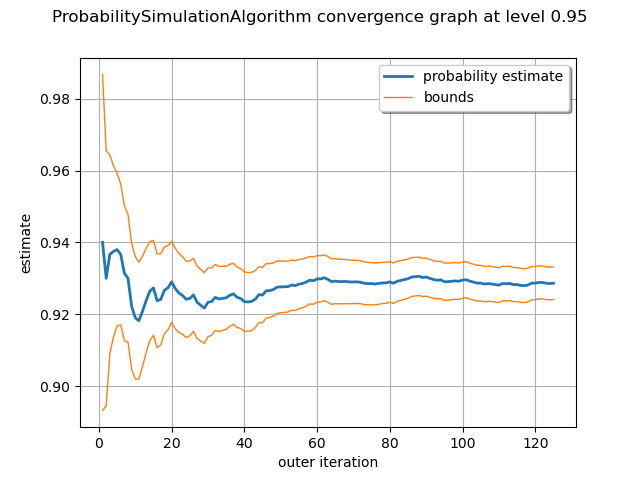 ProbabilitySimulationAlgorithm convergence graph at level 0.95
probability estimate
bounds
0.98
0.96
0.94
0.92
0.90
estimate
0 20 40 60 80 100 120
outer iteration